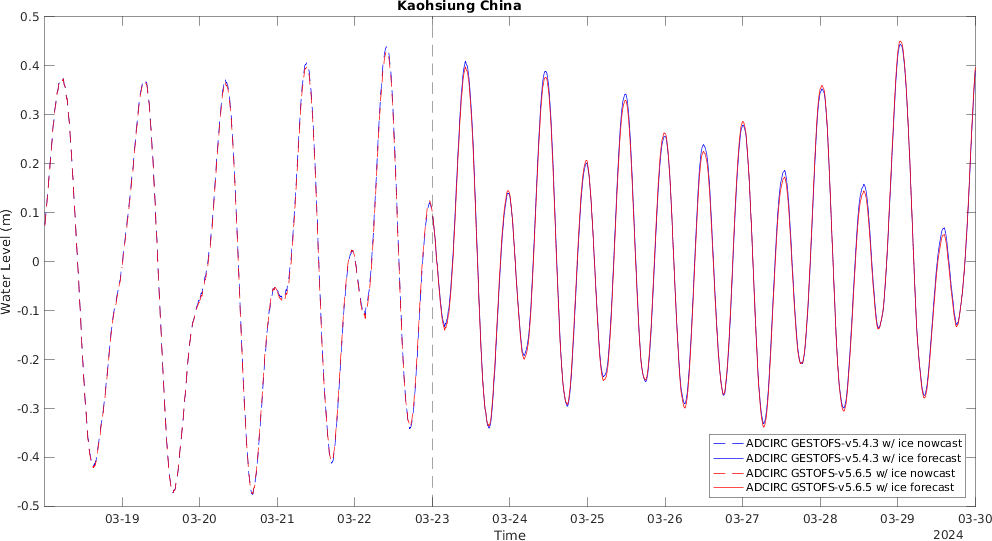 Kaohsiung China
0.5
0.4
0.3
0.2
0.1
0
-0.1
-0.2
-0.3
-0.4
-0.5
Water Level (m)
ADCIRC GESTOFS-v5.4.3 w/ ice nowcast
ADCIRC GESTOFS-v5.4.3 w/ ice forecast
ADCIRC GSTOFS-v5.6.5 w/ ice nowcast
ADCIRC GSTOFS-v5.6.5 w/ ice forecast
03-19 03-20 03-21 03-22 03-23 03-24 03-25 03-26 03-27 03-28 03-29 03-30
Time
2024